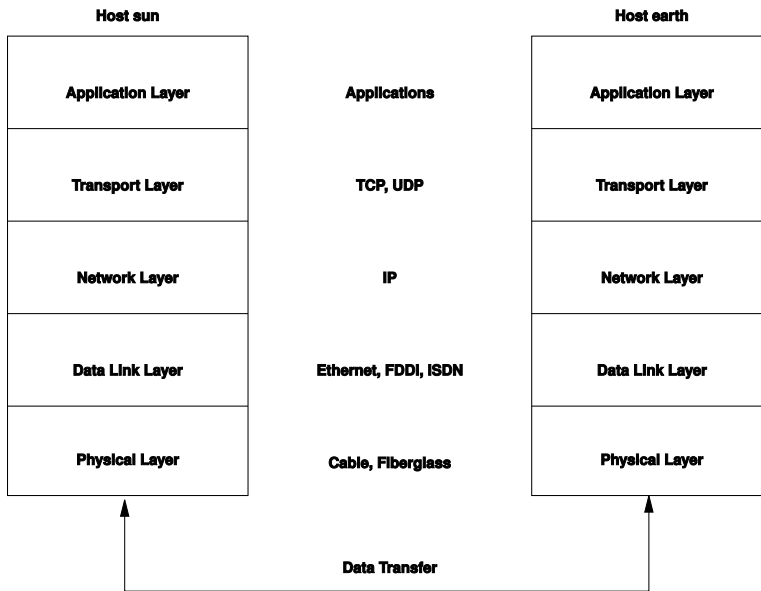 Host sun
Host earth
Application Layer
Applications
Application Layer
Transport Layer
TCP, UDP
Transport Layer
Network Layer
IP
Network Layer
Data Link Layer
Ethernet, FDDI, ISDN
Data Link Layer
Physical Layer
Cable, Fiberglass
Physical Layer
Data Transfer